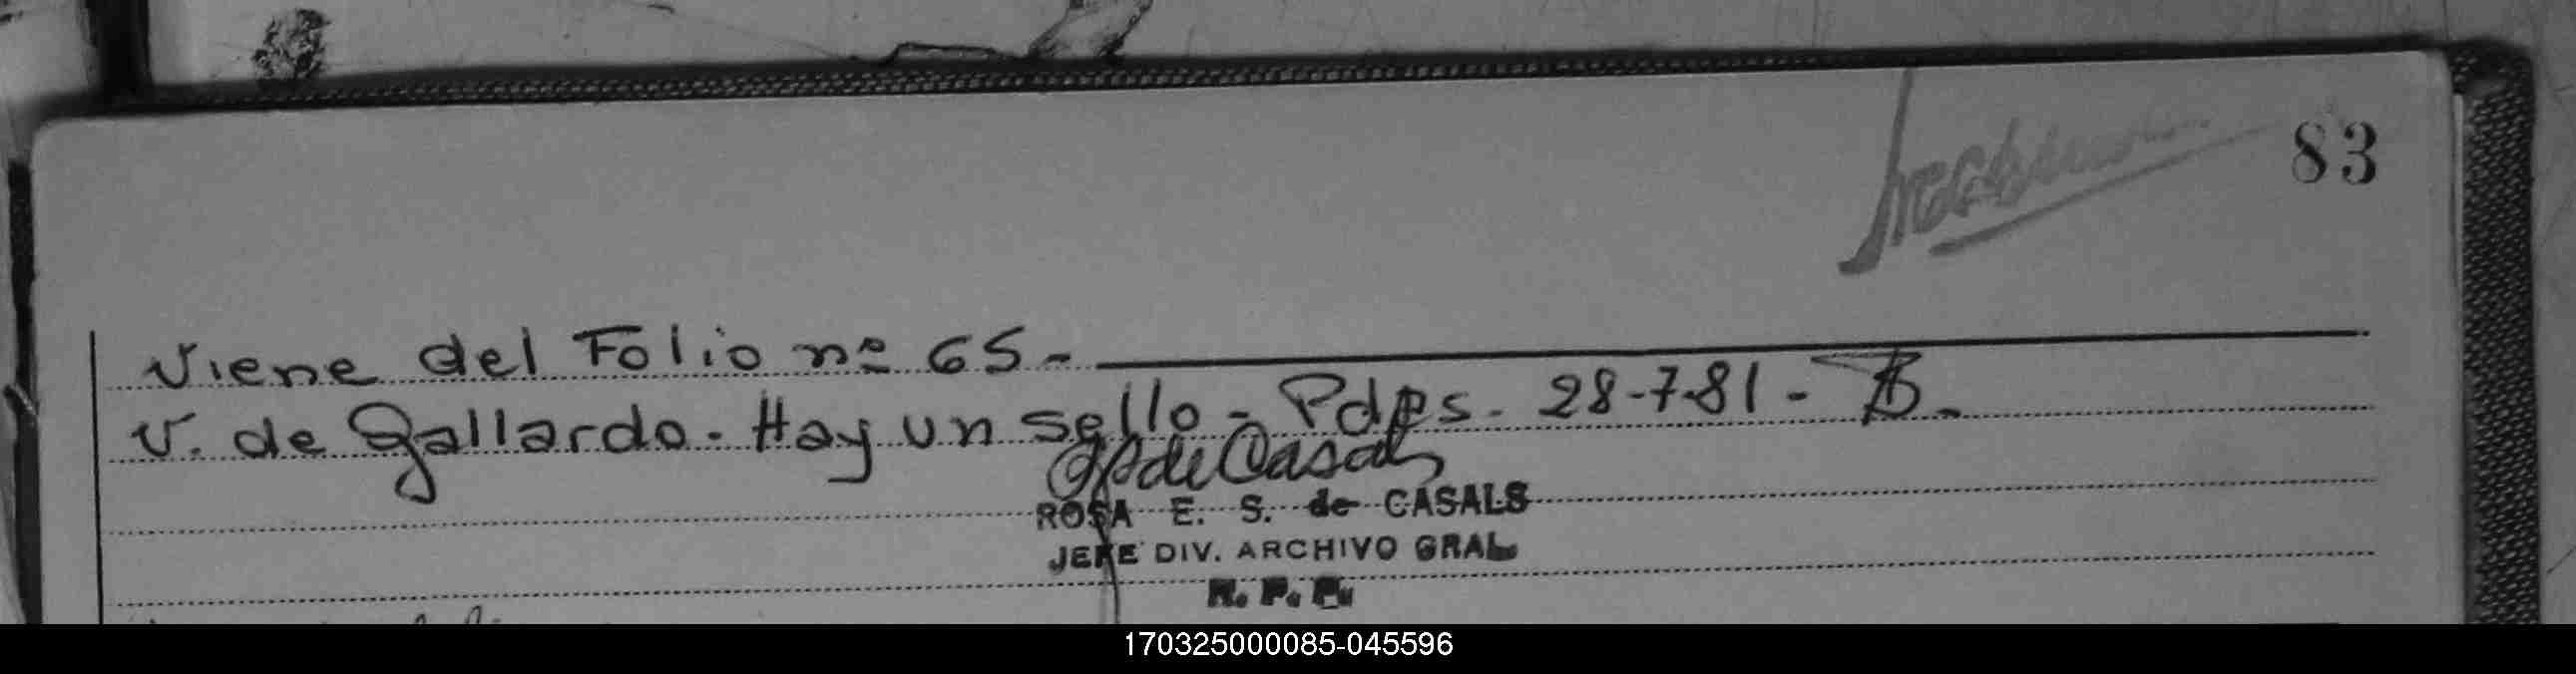 83
Viene del Folio nº 65 -
V. de Gallardo - Hay un sello - Pdps. 28-7-81 -
ROSA E. S. de CASALS
JEFE DIV. ARCHIVO GRAL
R. P. P.
170325000085-045596